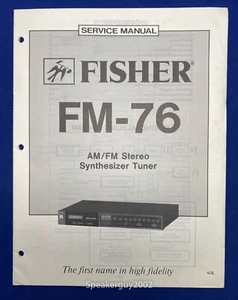 SERVICE MANUAL
FISHER
FM-76
AM/FM Stereo
Synthesizer Tuner
The first name in high fidelity
U.S.
Speakerguy2002